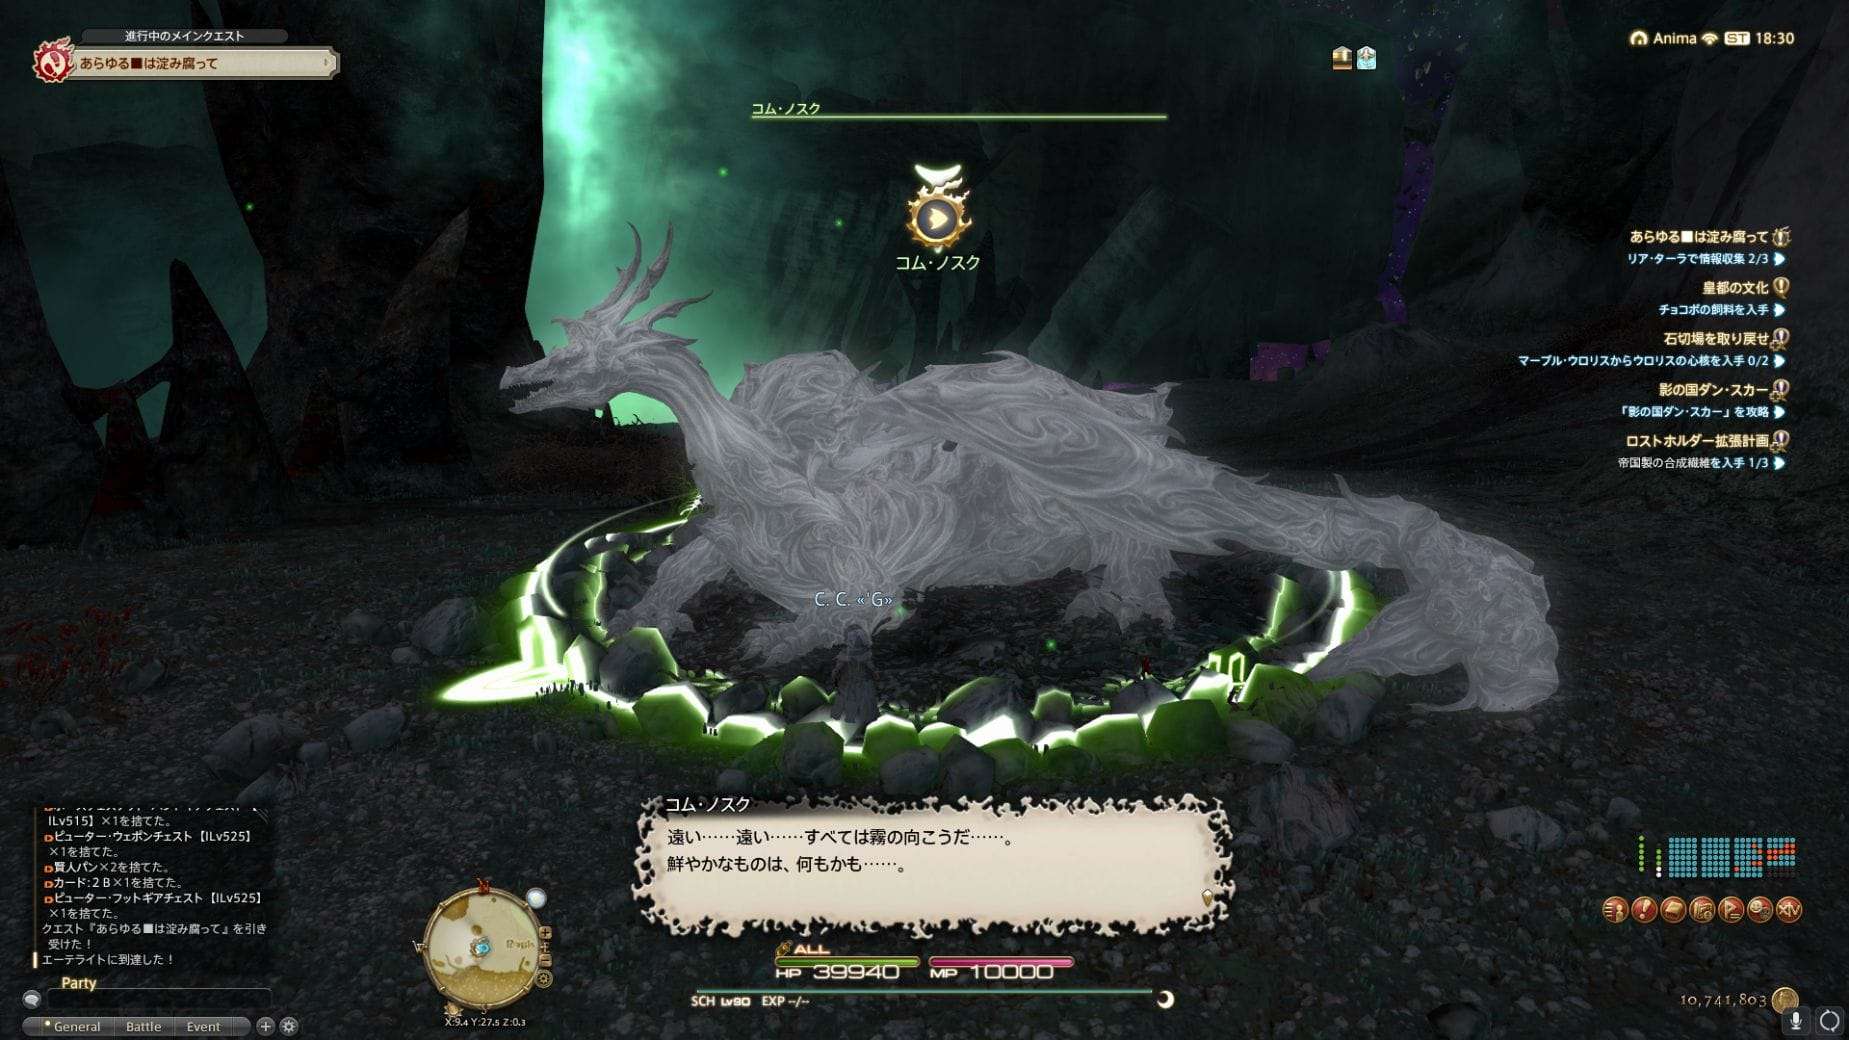 進行中のメインクエスト
あらゆる■は淀み腐って
Anima ST 18:30
コム・ノスク
コム・ノスク
あらゆる■は淀み腐って
リア・ターラで情報収集 2/3
皇都の文化
チョコボの飼料を入手
石切場を取り戻せ
マーブル・ウロリスからウロリスの心核を入手 0/2
影の国ダン・スカー
「影の国ダン・スカー」を攻略
ロストホルダー拡張計画
帝国製の合成繊維を入手 1/3
C. C. «'G»
コム・ノスク
遠い……遠い……すべては霧の向こうだ……。
鮮やかなものは、何もかも……。
ILv515】×1を捨てた。
ピューター・ウェポンチェスト【ILv525】
×1を捨てた。
賢人パン×2を捨てた。
カード:2B×1を捨てた。
ピューター・フットギアチェスト【ILv525】
×1を捨てた。
クエスト『あらゆる■は淀み腐って』を引き
受けた！
エーテライトに到達した！
Party
General Battle Event
X:9.4 Y:27.5 Z:0.3
ALL
HP 39940 MP 10000
SCH Lv90 EXP -/--
10,741,803